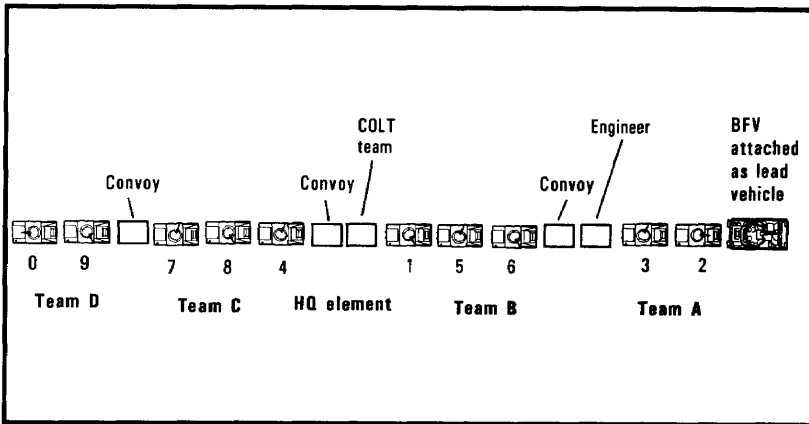 COLT
team
Engineer
BFV
attached
as lead
vehicle
Convoy
Convoy
Convoy
0 9 7 8 4 1 5 6 3 2
Team D
Team C
HQ element
Team B
Team A